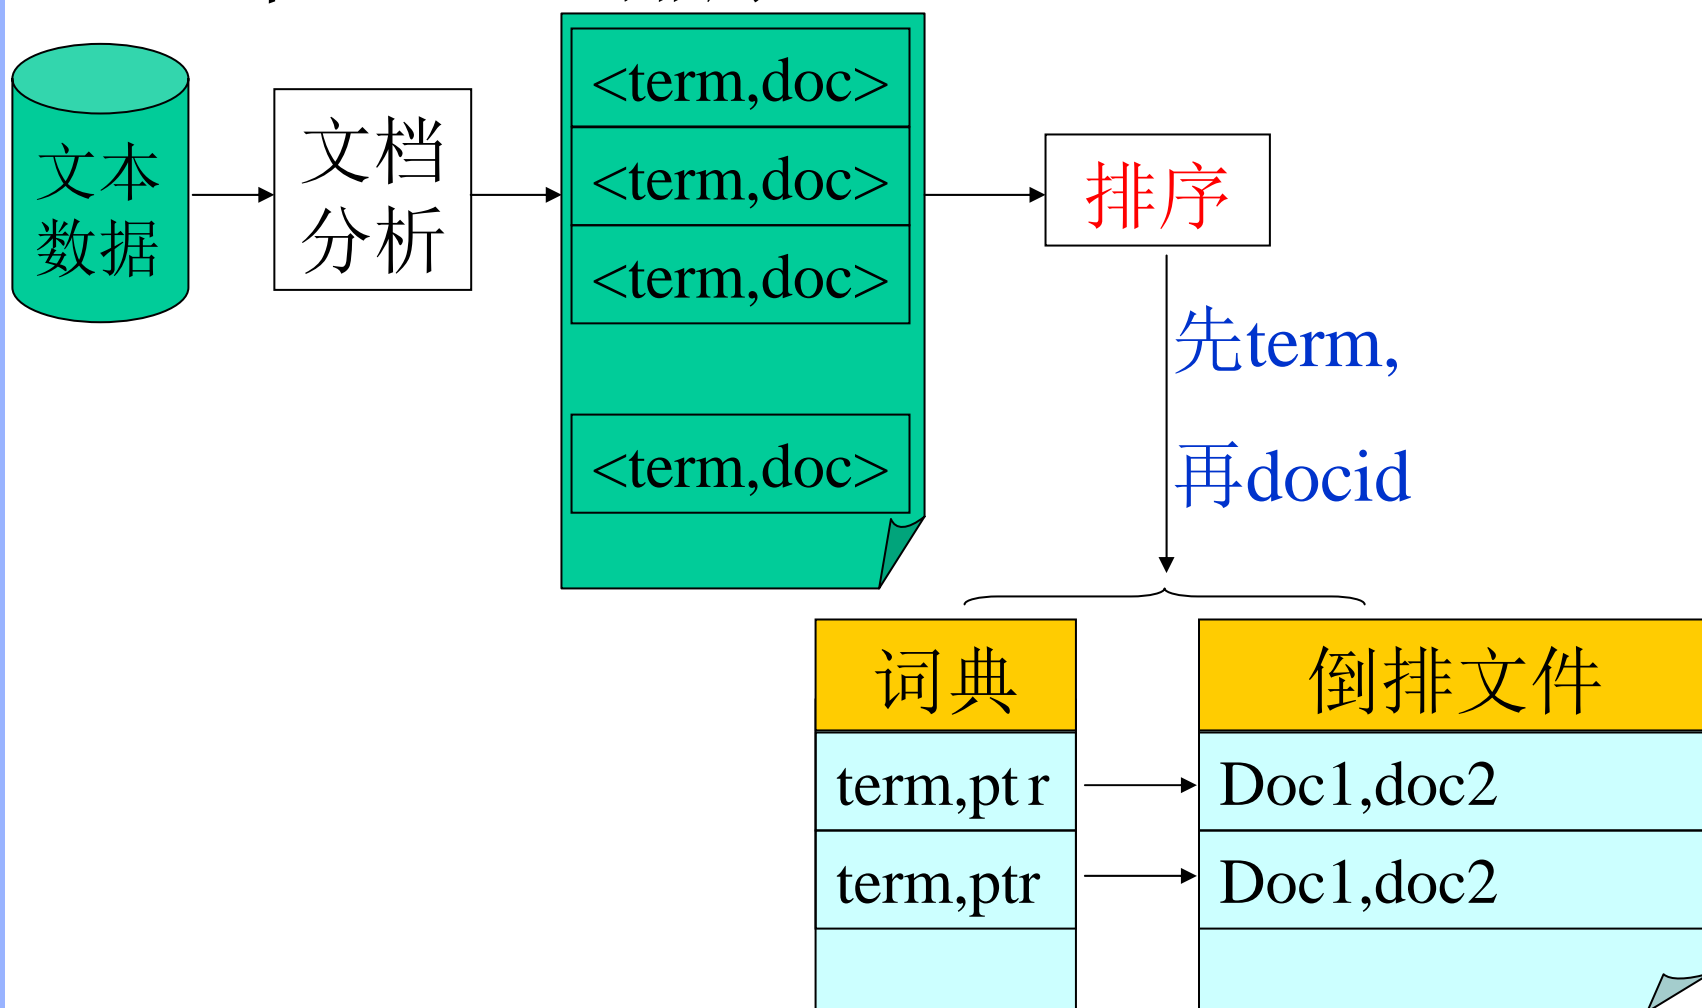 文本
数据
文档
分析
<term,doc>
<term,doc>
<term,doc>
<term,doc>
排序
先term,
再docid
词典
倒排文件
term,pt r
Doc1,doc2
term,ptr
Doc1,doc2